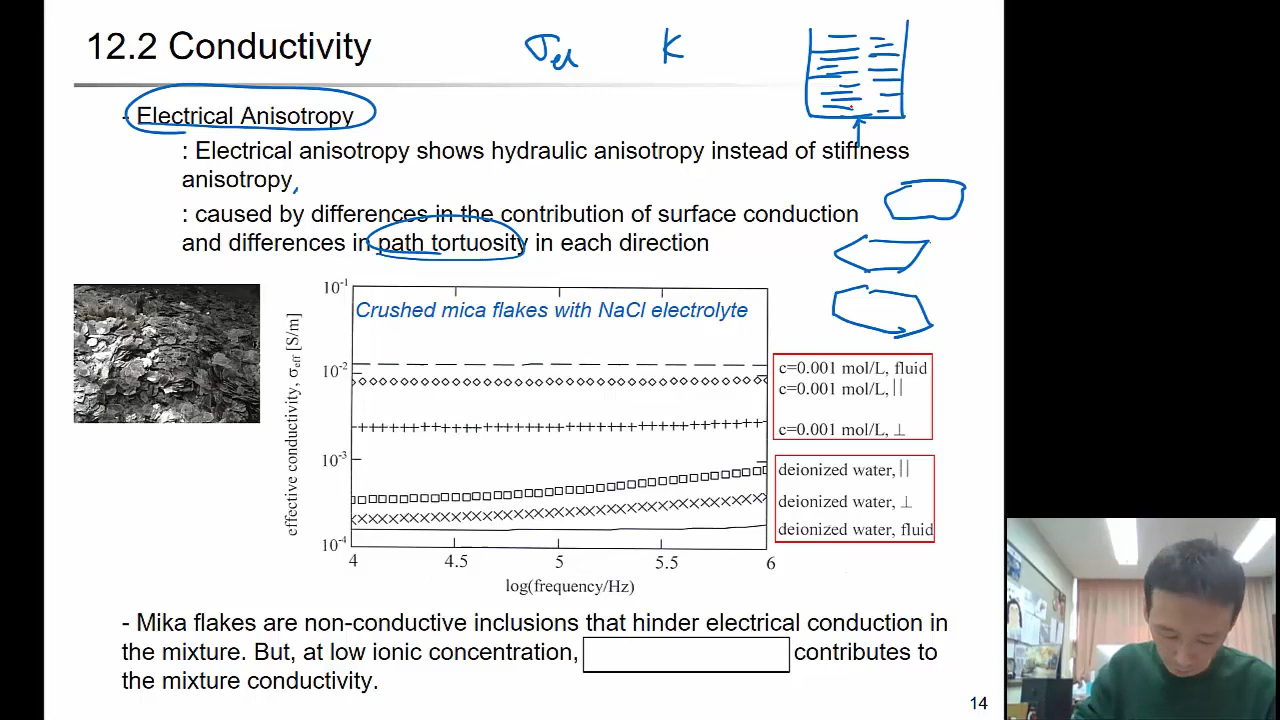 12.2 Conductivity
σel K
- Electrical Anisotropy
: Electrical anisotropy shows hydraulic anisotropy instead of stiffness
anisotropy,
: caused by differences in the contribution of surface conduction
and differences in path tortuosity in each direction
Crushed mica flakes with NaCl electrolyte
effective conductivity, σeff [S/m]
10-1
10-2
10-3
10-4
4 4.5 5 5.5 6
log(frequency/Hz)
c=0.001 mol/L, fluid
c=0.001 mol/L, ||
c=0.001 mol/L, ⊥
deionized water, ||
deionized water, ⊥
deionized water, fluid
- Mika flakes are non-conductive inclusions that hinder electrical conduction in
the mixture. But, at low ionic concentration, contributes to
the mixture conductivity.
14